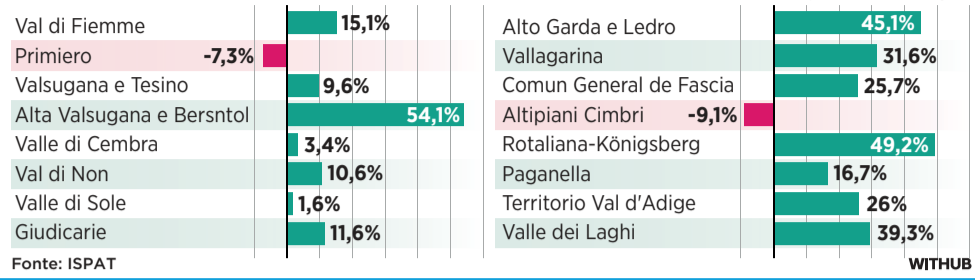 Val di Fiemme 15,1%
Primiero -7,3%
Valsugana e Tesino 9,6%
Alta Valsugana e Bersntol 54,1%
Valle di Cembra 3,4%
Val di Non 10,6%
Valle di Sole 1,6%
Giudicarie 11,6%
Alto Garda e Ledro 45,1%
Vallagarina 31,6%
Comun General de Fascia 25,7%
Altipiani Cimbri -9,1%
Rotaliana-Königsberg 49,2%
Paganella 16,7%
Territorio Val d'Adige 26%
Valle dei Laghi 39,3%
Fonte: ISPAT
WITHUB